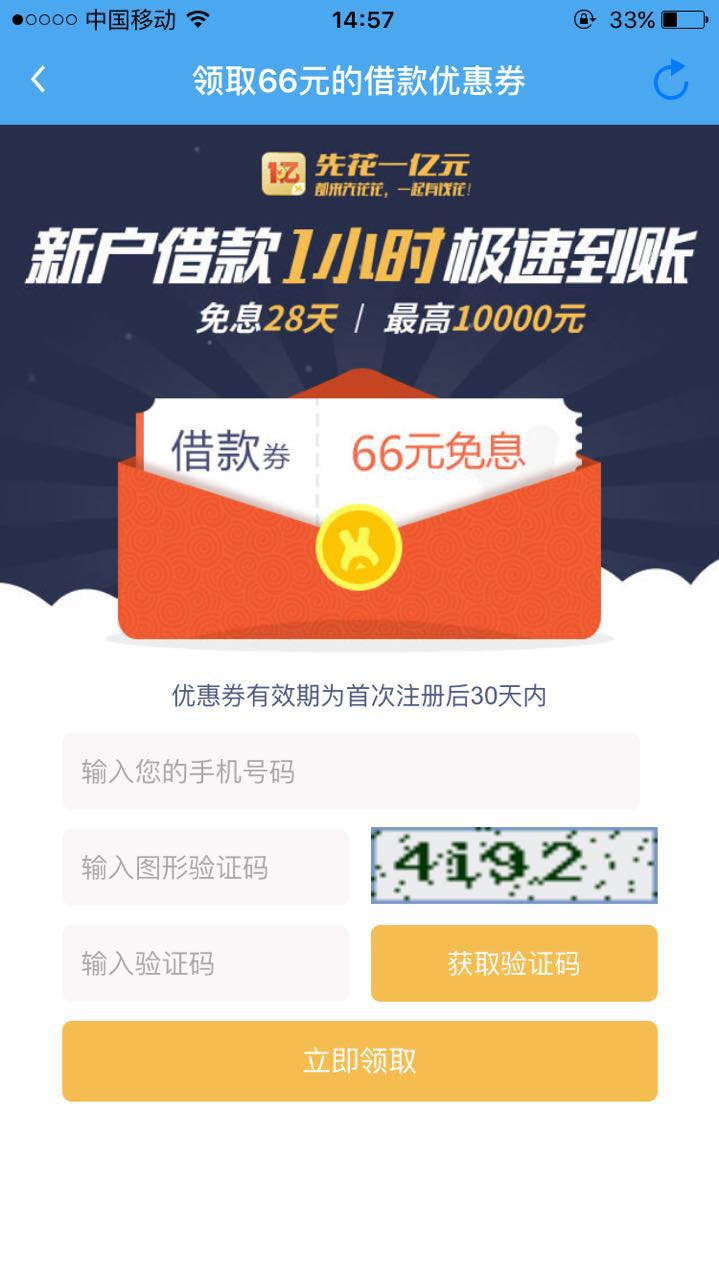 中国移动 14:57 33%
领取66元的借款优惠券
1亿 先花一亿元
都来先花花，一起有钱花！
新户借款1小时极速到账
免息28天 | 最高10000元
借款券 66元免息
优惠券有效期为首次注册后30天内
输入您的手机号码
输入图形验证码 4i92
输入验证码 获取验证码
立即领取